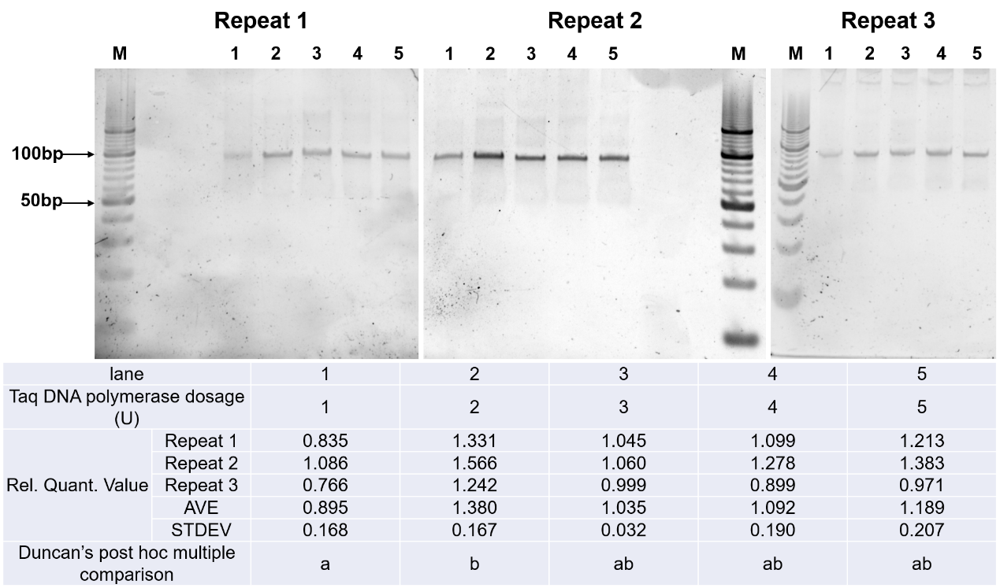 Repeat 1 Repeat 2 Repeat 3
M 1 2 3 4 5 1 2 3 4 5 M M 1 2 3 4 5
100bp
50bp
lane 1 2 3 4 5
Taq DNA polymerase dosage
(U) 1 2 3 4 5
Rel. Quant. Value
Repeat 1 0.835 1.331 1.045 1.099 1.213
Repeat 2 1.086 1.566 1.060 1.278 1.383
Repeat 3 0.766 1.242 0.999 0.899 0.971
AVE 0.895 1.380 1.035 1.092 1.189
STDEV 0.168 0.167 0.032 0.190 0.207
Duncan's post hoc multiple
comparison a b ab ab ab